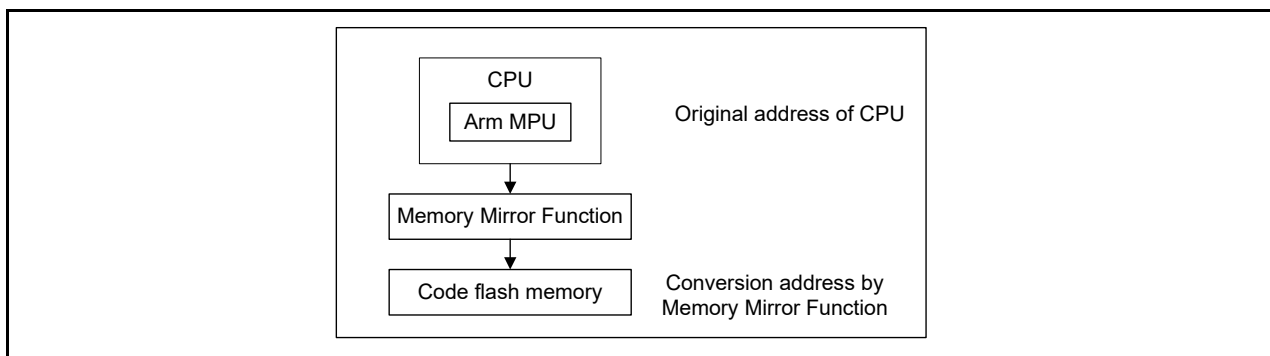 CPU
Arm MPU
Original address of CPU
Memory Mirror Function
Code flash memory
Conversion address by
Memory Mirror Function